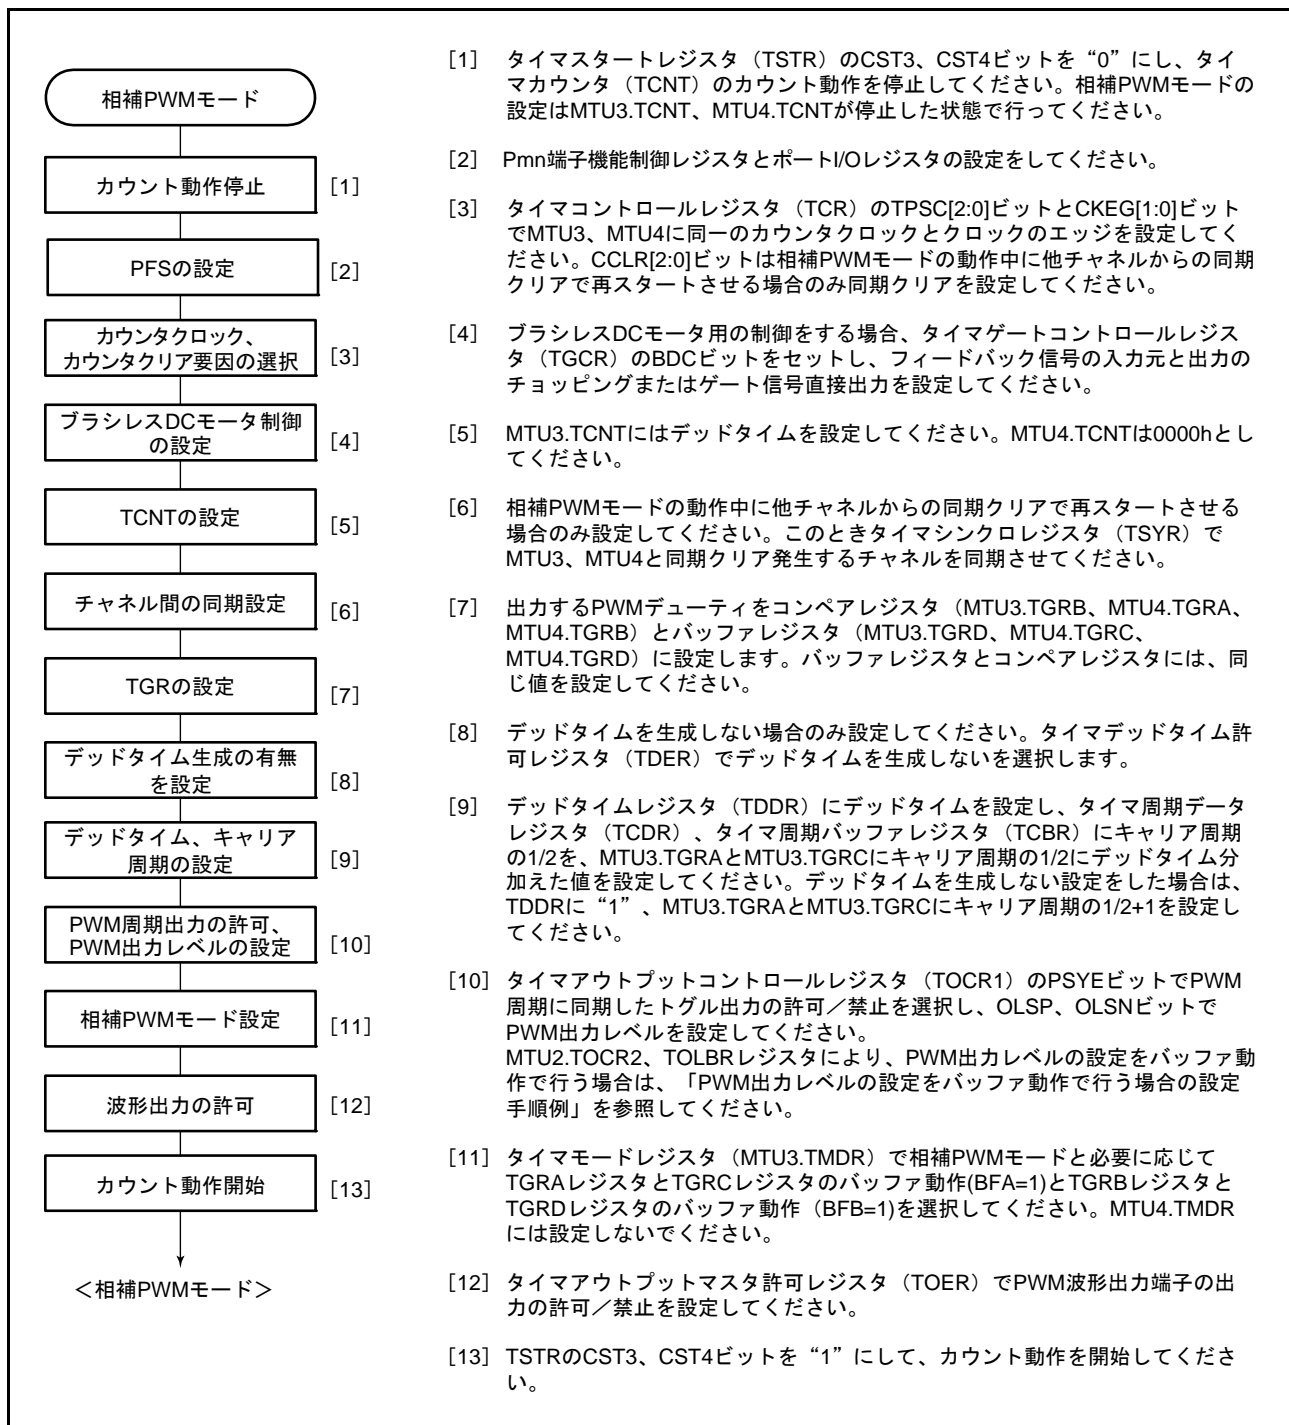 相補PWMモード
カウント動作停止
[1]
PFSの設定
[2]
カウンタクロック、
カウンタクリア要因の選択
[3]
ブラシレスDCモータ制御
の設定
[4]
TCNTの設定
[5]
チャネル間の同期設定
[6]
TGRの設定
[7]
デッドタイム生成の有無
を設定
[8]
デッドタイム、キャリア
周期の設定
[9]
PWM周期出力の許可、
PWM出力レベルの設定
[10]
相補PWMモード設定
[11]
波形出力の許可
[12]
カウント動作開始
[13]
＜相補PWMモード＞
[1] タイマスタートレジスタ（TSTR）のCST3、CST4ビットを“0”にし、タイ
マカウンタ（TCNT）のカウント動作を停止してください。相補PWMモードの
設定はMTU3.TCNT、MTU4.TCNTが停止した状態で行ってください。
[2] Pmn端子機能制御レジスタとポートI/Oレジスタの設定をしてください。
[3] タイマコントロールレジスタ（TCR）のTPSC[2:0]ビットとCKEG[1:0]ビット
でMTU3、MTU4に同一のカウンタクロックとクロックのエッジを設定してく
ださい。CCLR[2:0]ビットは相補PWMモードの動作中に他チャネルからの同期
クリアで再スタートさせる場合のみ同期クリアを設定してください。
[4] ブラシレスDCモータ用の制御をする場合、タイマゲートコントロールレジス
タ（TGCR）のBDCビットをセットし、フィードバック信号の入力元と出力の
チョッピングまたはゲート信号直接出力を設定してください。
[5] MTU3.TCNTにはデッドタイムを設定してください。MTU4.TCNTは0000hとし
てください。
[6] 相補PWMモードの動作中に他チャネルからの同期クリアで再スタートさせる
場合のみ設定してください。このときタイマシンクロレジスタ（TSYR）で
MTU3、MTU4と同期クリア発生するチャネルを同期させてください。
[7] 出力するPWMデューティをコンペアレジスタ（MTU3.TGRB、MTU4.TGRA、
MTU4.TGRB）とバッファレジスタ（MTU3.TGRD、MTU4.TGRC、
MTU4.TGRD）に設定します。バッファレジスタとコンペアレジスタには、同
じ値を設定してください。
[8] デッドタイムを生成しない場合のみ設定してください。タイマデッドタイム許
可レジスタ（TDER）でデッドタイムを生成しないを選択します。
[9] デッドタイムレジスタ（TDDR）にデッドタイムを設定し、タイマ周期データ
レジスタ（TCDR）、タイマ周期バッファレジスタ（TCBR）にキャリア周期
の1/2を、MTU3.TGRAとMTU3.TGRCにキャリア周期の1/2にデッドタイム分
加えた値を設定してください。デッドタイムを生成しない設定をした場合は、
TDDRに“1”、MTU3.TGRAとMTU3.TGRCにキャリア周期の1/2+1を設定し
てください。
[10] タイマアウトプットコントロールレジスタ（TOCR1）のPSYEビットでPWM
周期に同期したトグル出力の許可／禁止を選択し、OLSP、OLSNビットで
PWM出力レベルを設定してください。
MTU2.TOCR2、TOLBRレジスタにより、PWM出力レベルの設定をバッファ動
作で行う場合は、「PWM出力レベルの設定をバッファ動作で行う場合の設定
手順例」を参照してください。
[11] タイマモードレジスタ（MTU3.TMDR）で相補PWMモードと必要に応じて
TGRAレジスタとTGRCレジスタのバッファ動作(BFA=1)とTGRBレジスタと
TGRDレジスタのバッファ動作（BFB=1)を選択してください。MTU4.TMDR
には設定しないでください。
[12] タイマアウトプットマスタ許可レジスタ（TOER）でPWM波形出力端子の出
力の許可／禁止を設定してください。
[13] TSTRのCST3、CST4ビットを“1”にして、カウント動作を開始してくださ
い。